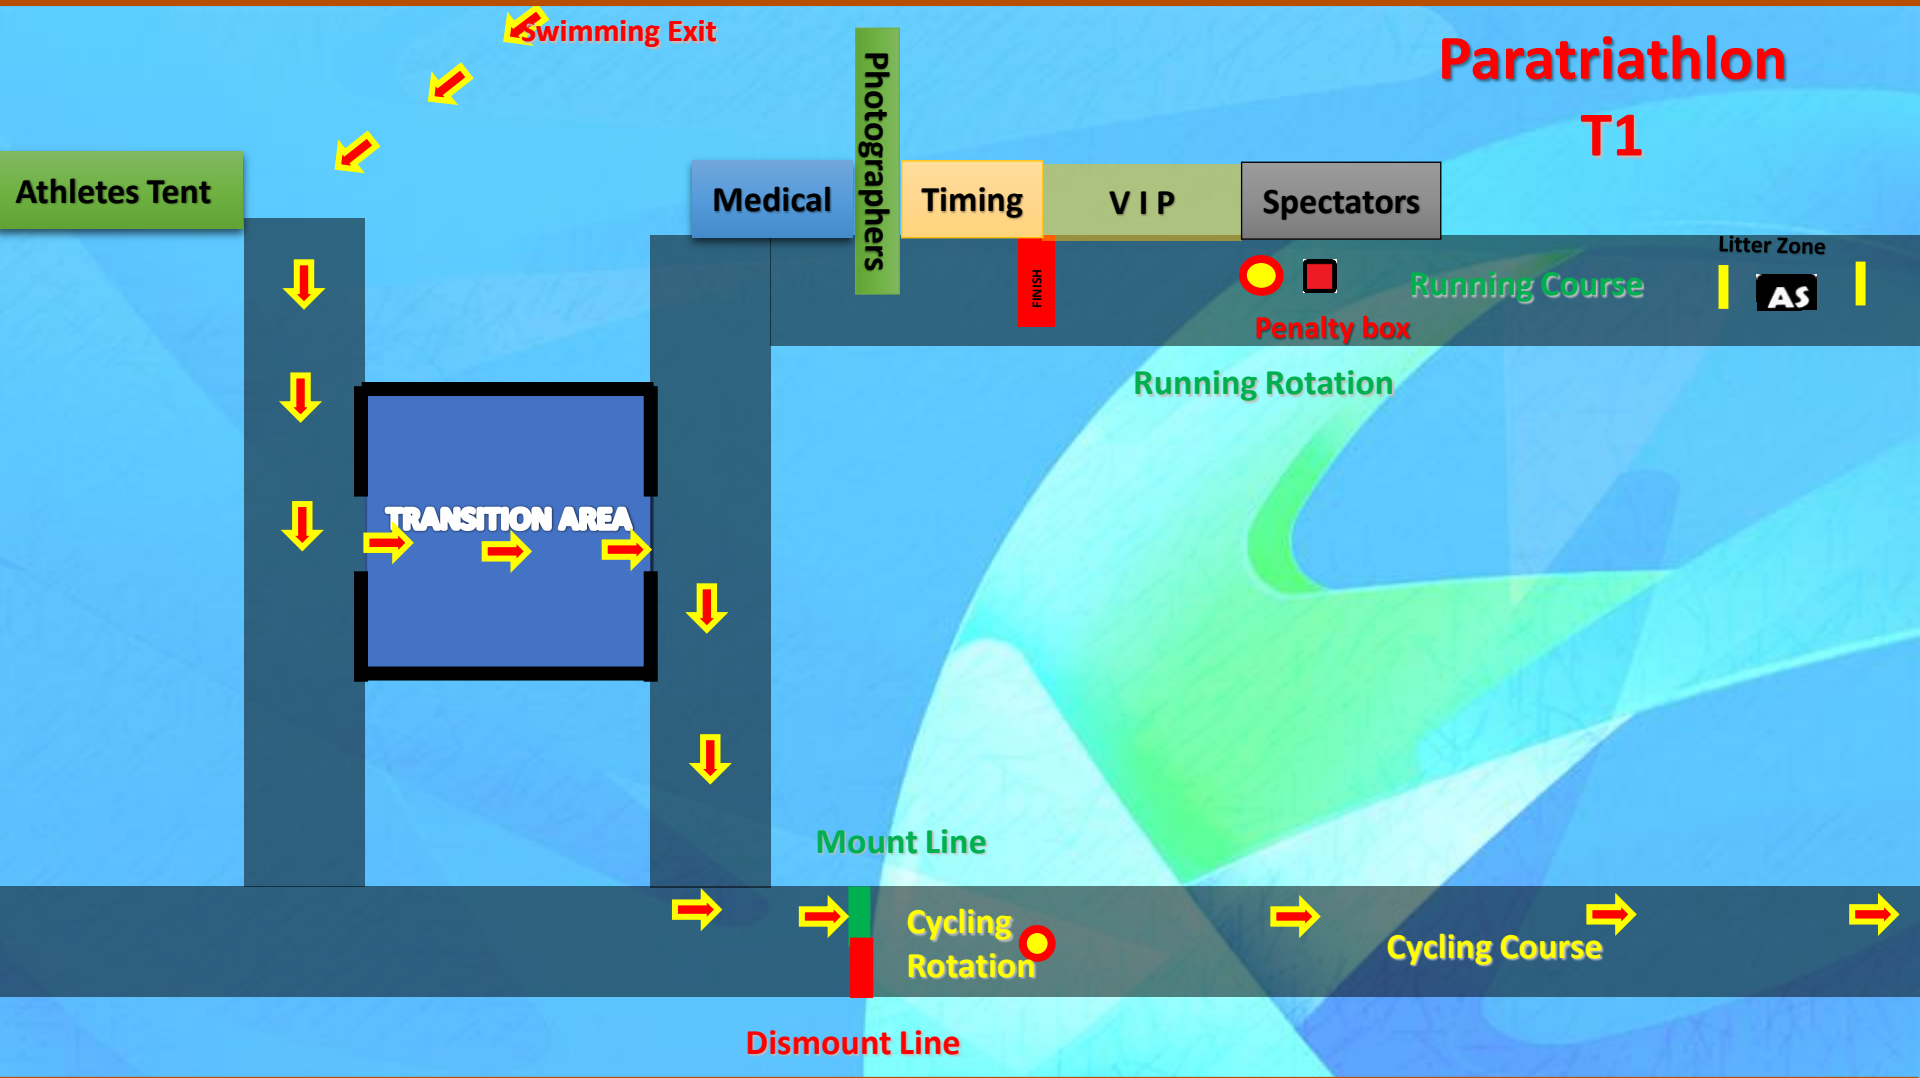 Swimming Exit
Paratriathlon
T1
Photographers
Athletes Tent
Medical
Timing
V I P
Spectators
Litter Zone
FINISH
Running Course
AS
Penalty box
Running Rotation
TRANSITION AREA
Mount Line
Cycling
Rotation
Cycling Course
Dismount Line